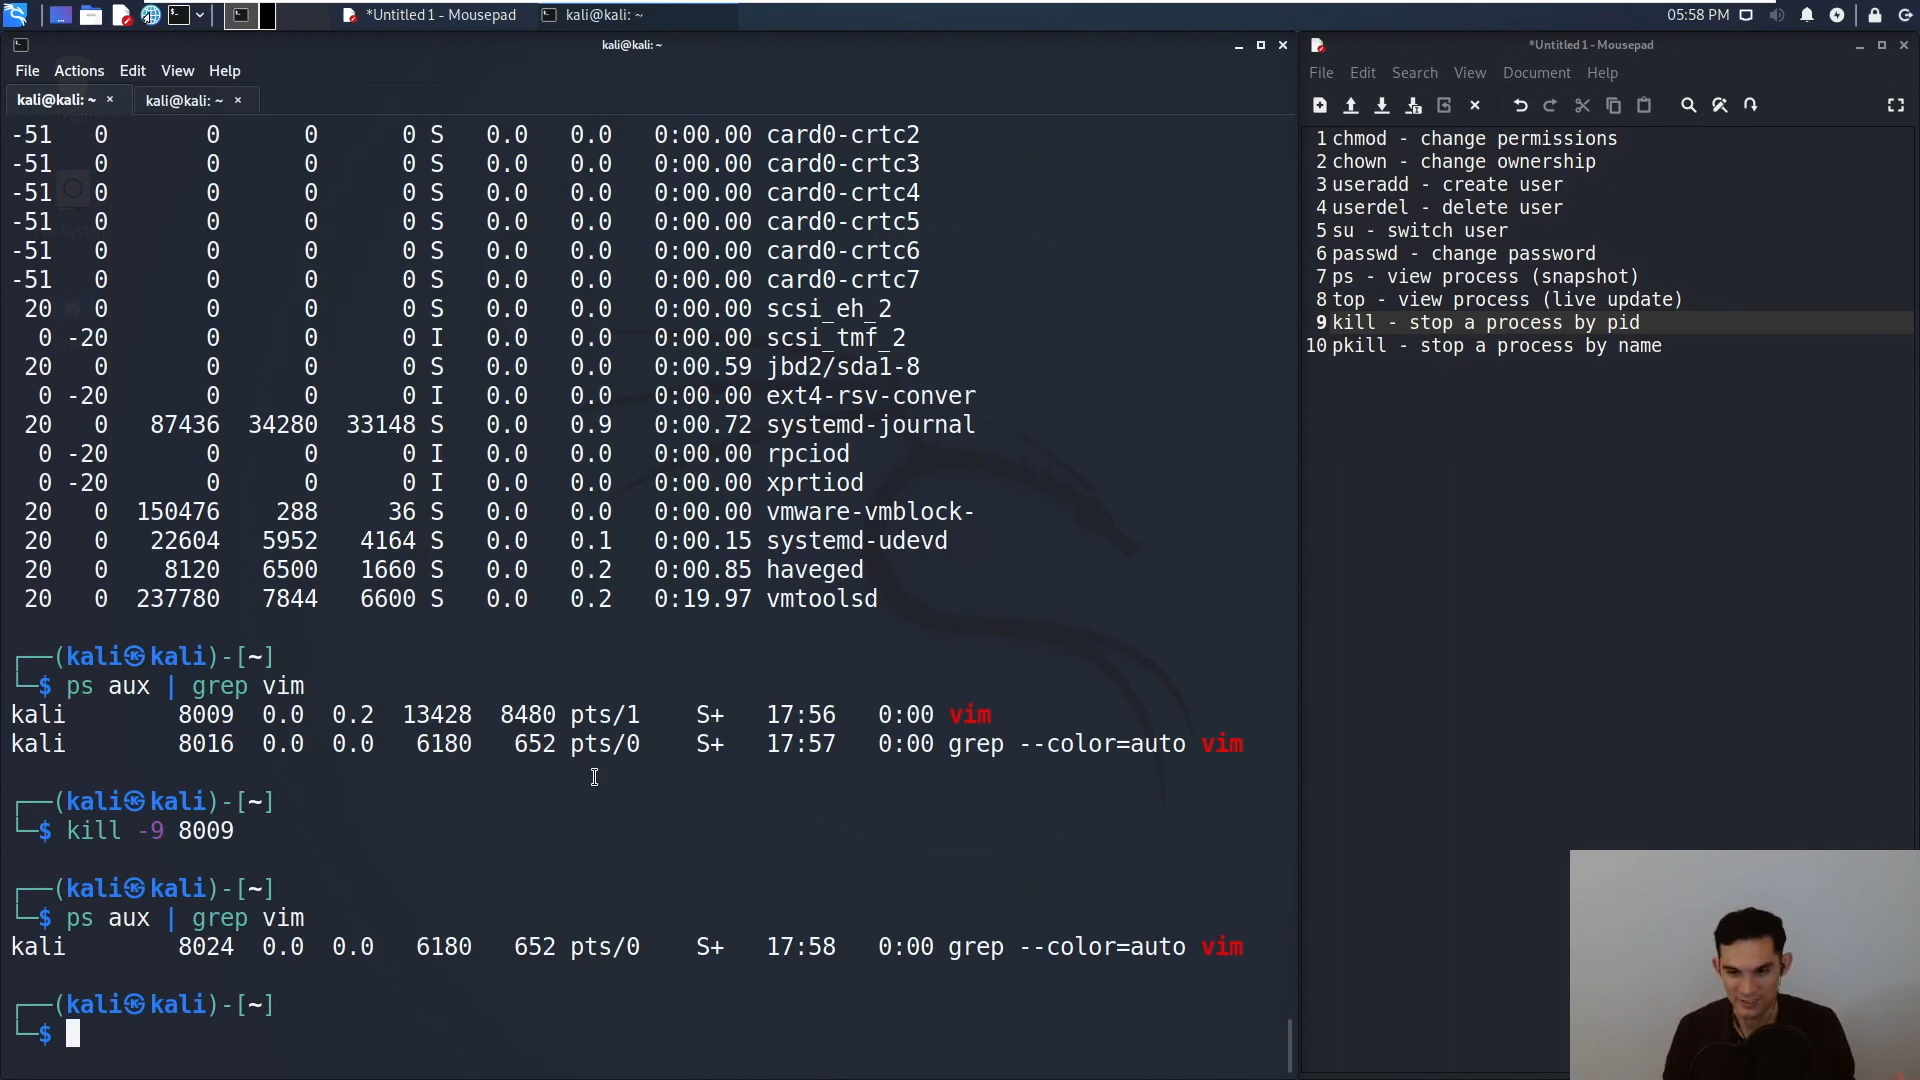 *Untitled 1 - Mousepad
kali@kali: ~
05:58 PM
kali@kali: ~
File Actions Edit View Help
kali@kali: ~ ×
kali@kali: ~ ×
-51 0 0 0 0 S 0.0 0.0 0:00.00 card0-crtc2
-51 0 0 0 0 S 0.0 0.0 0:00.00 card0-crtc3
-51 0 0 0 0 S 0.0 0.0 0:00.00 card0-crtc4
-51 0 0 0 0 S 0.0 0.0 0:00.00 card0-crtc5
-51 0 0 0 0 S 0.0 0.0 0:00.00 card0-crtc6
-51 0 0 0 0 S 0.0 0.0 0:00.00 card0-crtc7
20 0 0 0 0 S 0.0 0.0 0:00.00 scsi_eh_2
0 -20 0 0 0 I 0.0 0.0 0:00.00 scsi_tmf_2
20 0 0 0 0 S 0.0 0.0 0:00.59 jbd2/sda1-8
0 -20 0 0 0 I 0.0 0.0 0:00.00 ext4-rsv-conver
20 0 87436 34280 33148 S 0.0 0.9 0:00.72 systemd-journal
0 -20 0 0 0 I 0.0 0.0 0:00.00 rpciod
0 -20 0 0 0 I 0.0 0.0 0:00.00 xprtiod
20 0 150476 288 36 S 0.0 0.0 0:00.00 vmware-vmblock-
20 0 22604 5952 4164 S 0.0 0.1 0:00.15 systemd-udevd
20 0 8120 6500 1660 S 0.0 0.2 0:00.85 haveged
20 0 237780 7844 6600 S 0.0 0.2 0:19.97 vmtoolsd
┌──(kali㉿kali)-[~]
└─$ ps aux | grep vim
kali 8009 0.0 0.2 13428 8480 pts/1 S+ 17:56 0:00 vim
kali 8016 0.0 0.0 6180 652 pts/0 S+ 17:57 0:00 grep --color=auto vim
┌──(kali㉿kali)-[~]
└─$ kill -9 8009
┌──(kali㉿kali)-[~]
└─$ ps aux | grep vim
kali 8024 0.0 0.0 6180 652 pts/0 S+ 17:58 0:00 grep --color=auto vim
┌──(kali㉿kali)-[~]
└─$
*Untitled 1 - Mousepad
File Edit Search View Document Help
1 chmod - change permissions
2 chown - change ownership
3 useradd - create user
4 userdel - delete user
5 su - switch user
6 passwd - change password
7 ps - view process (snapshot)
8 top - view process (live update)
9 kill - stop a process by pid
10 pkill - stop a process by name